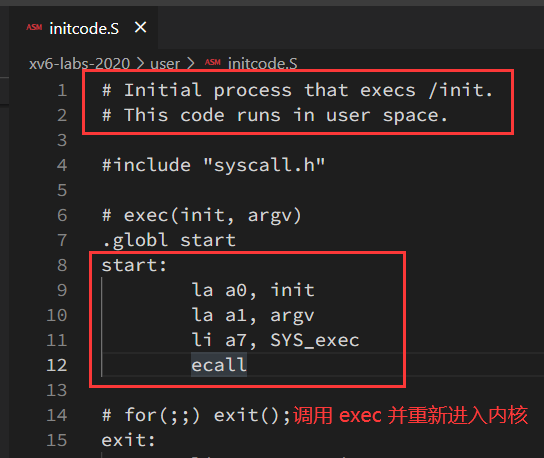 ASM initcode.S ×
xv6-labs-2020 > user > ASM initcode.S
1 # Initial process that execs /init.
2 # This code runs in user space.
3
4 #include "syscall.h"
5
6 # exec(init, argv)
7 .globl start
8 start:
9 la a0, init
10 la a1, argv
11 li a7, SYS_exec
12 ecall
13
14 # for(;;) exit();调用 exec 并重新进入内核
15 exit: